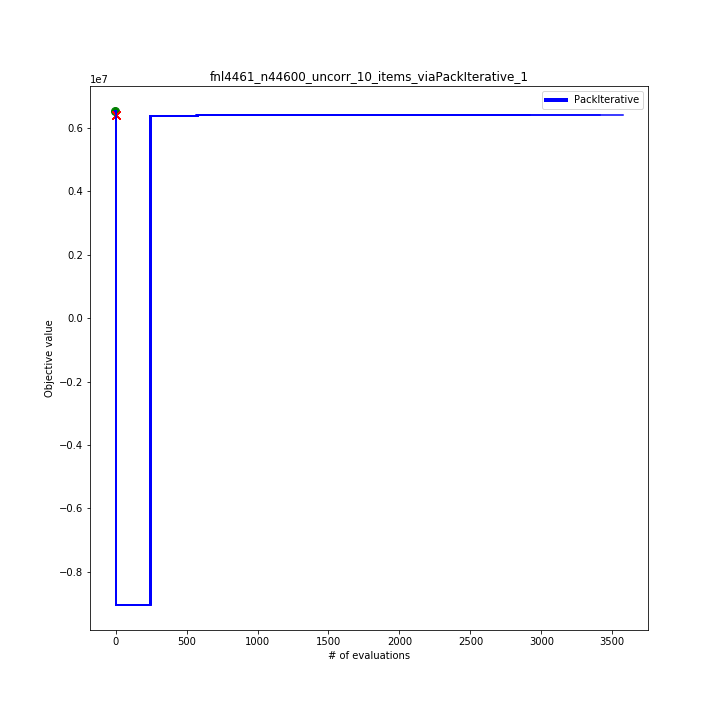 fnl4461_n44600_uncorr_10_items_viaPackIterative_1
1e7
PackIterative
0.6
0.4
0.2
0.0
−0.2
−0.4
−0.6
−0.8
Objective value
0 500 1000 1500 2000 2500 3000 3500
# of evaluations